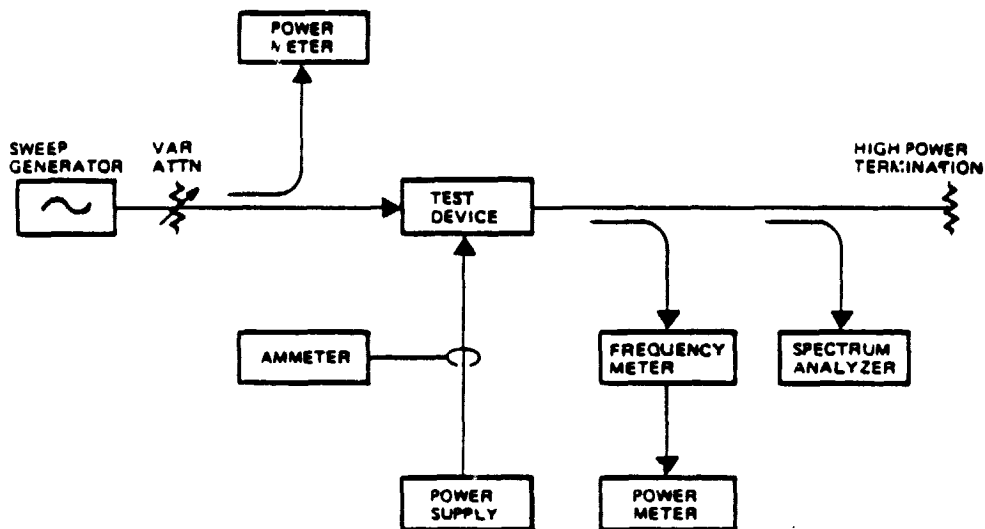 POWER
METER
SWEEP
GENERATOR
VAR
ATTN
HIGH POWER
TERMINATION
TEST
DEVICE
AMMETER
FREQUENCY
METER
SPECTRUM
ANALYZER
POWER
SUPPLY
POWER
METER